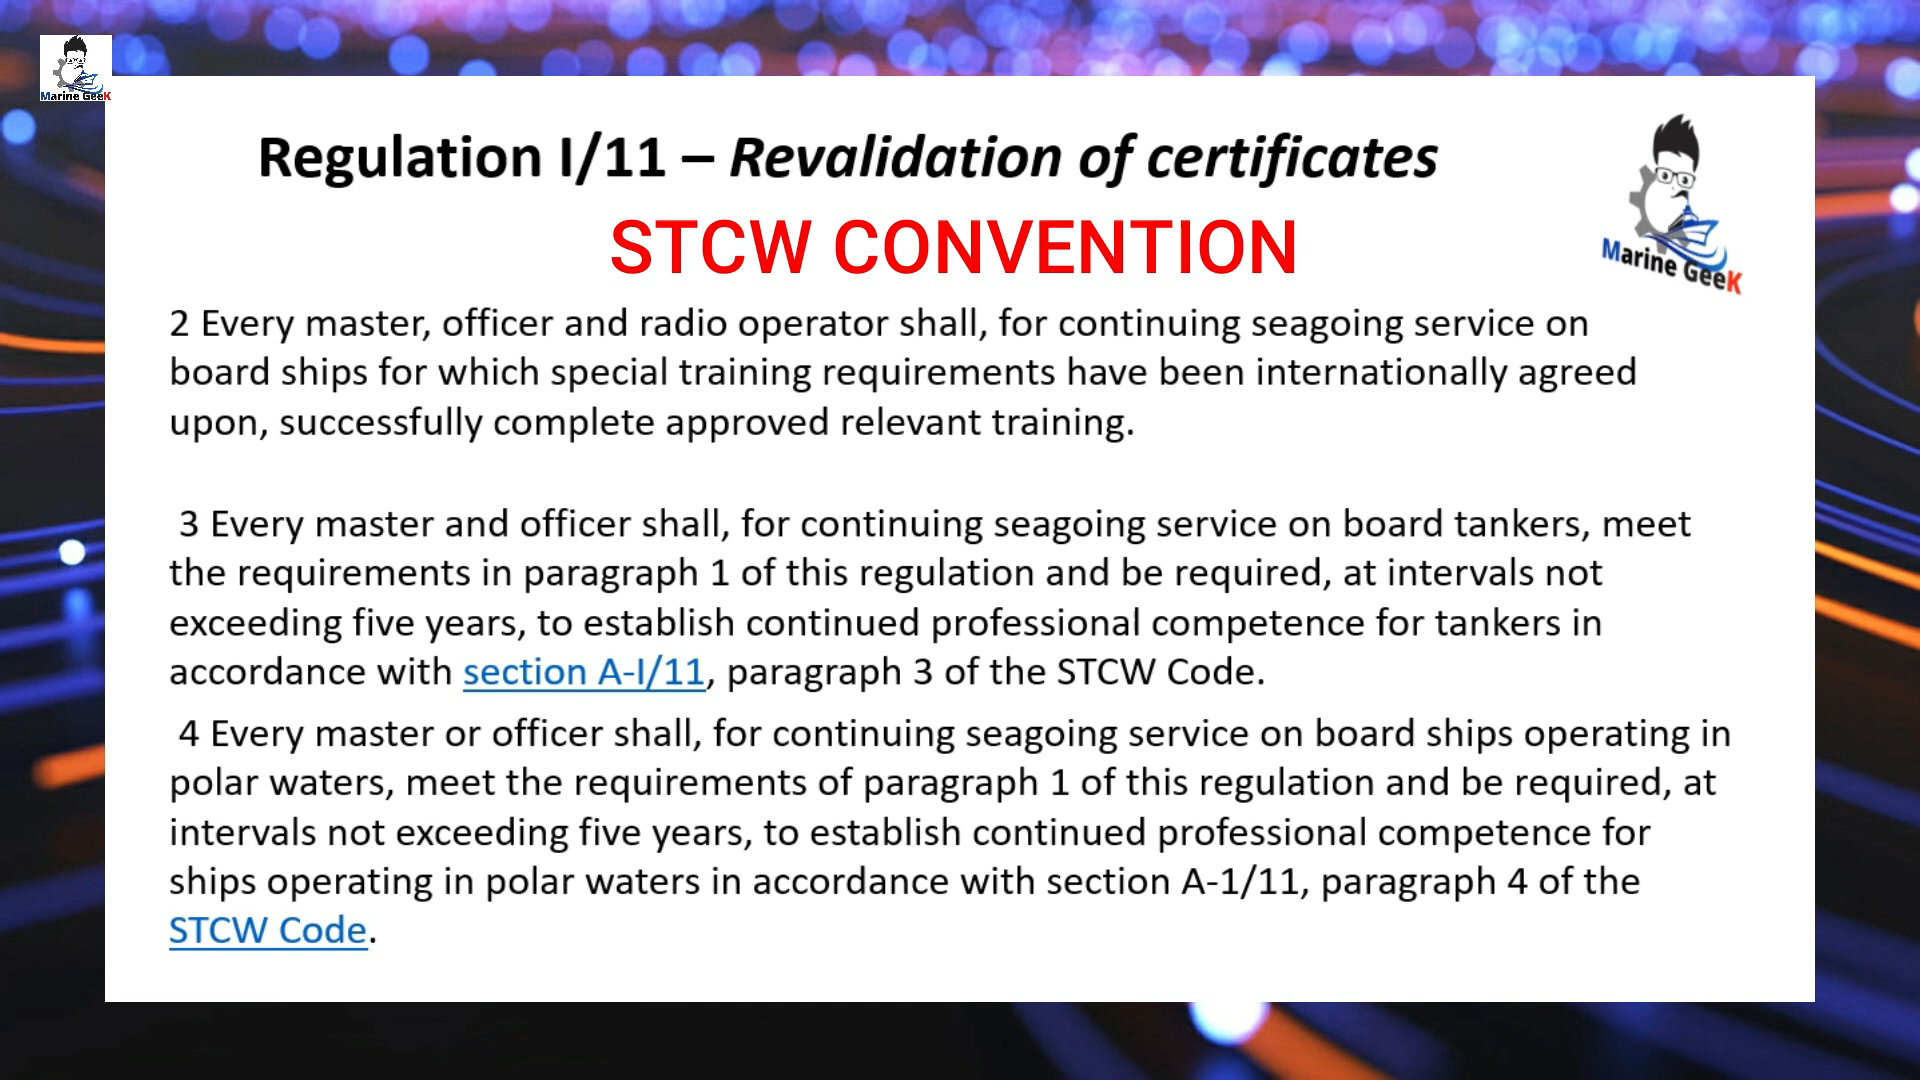 Marine GeeK
Regulation I/11 – Revalidation of certificates
STCW CONVENTION
Marine GeeK
2 Every master, officer and radio operator shall, for continuing seagoing service on
board ships for which special training requirements have been internationally agreed
upon, successfully complete approved relevant training.
3 Every master and officer shall, for continuing seagoing service on board tankers, meet
the requirements in paragraph 1 of this regulation and be required, at intervals not
exceeding five years, to establish continued professional competence for tankers in
accordance with section A-I/11, paragraph 3 of the STCW Code.
4 Every master or officer shall, for continuing seagoing service on board ships operating in
polar waters, meet the requirements of paragraph 1 of this regulation and be required, at
intervals not exceeding five years, to establish continued professional competence for
ships operating in polar waters in accordance with section A-1/11, paragraph 4 of the
STCW Code.